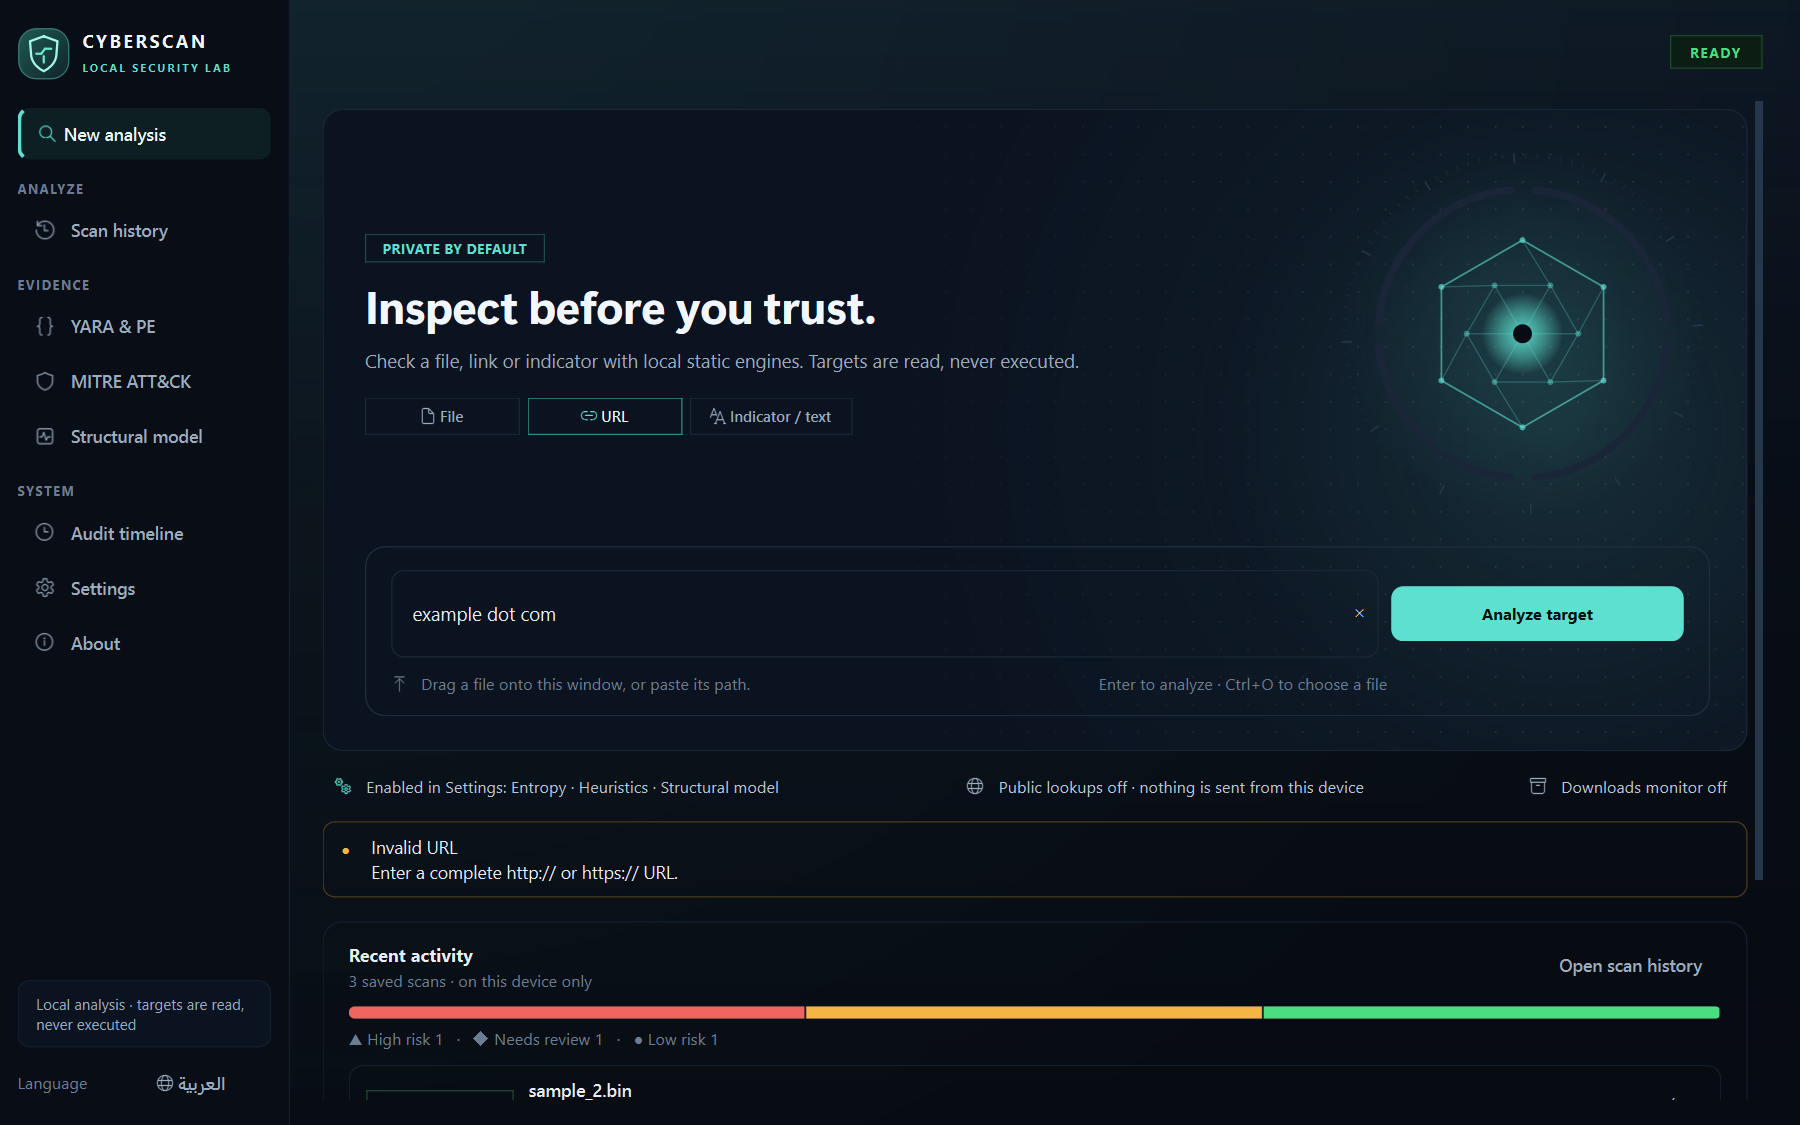 CYBERSCAN
LOCAL SECURITY LAB
New analysis
ANALYZE
Scan history
EVIDENCE
YARA & PE
MITRE ATT&CK
Structural model
SYSTEM
Audit timeline
Settings
About
Local analysis · targets are read,
never executed
Language
العربية
READY
PRIVATE BY DEFAULT
Inspect before you trust.
Check a file, link or indicator with local static engines. Targets are read, never executed.
File
URL
Indicator / text
example dot com
Analyze target
Drag a file onto this window, or paste its path.
Enter to analyze · Ctrl+O to choose a file
Enabled in Settings: Entropy · Heuristics · Structural model
Public lookups off · nothing is sent from this device
Downloads monitor off
Invalid URL
Enter a complete http:// or https:// URL.
Recent activity
3 saved scans · on this device only
Open scan history
High risk 1 · Needs review 1 · Low risk 1
sample_2.bin